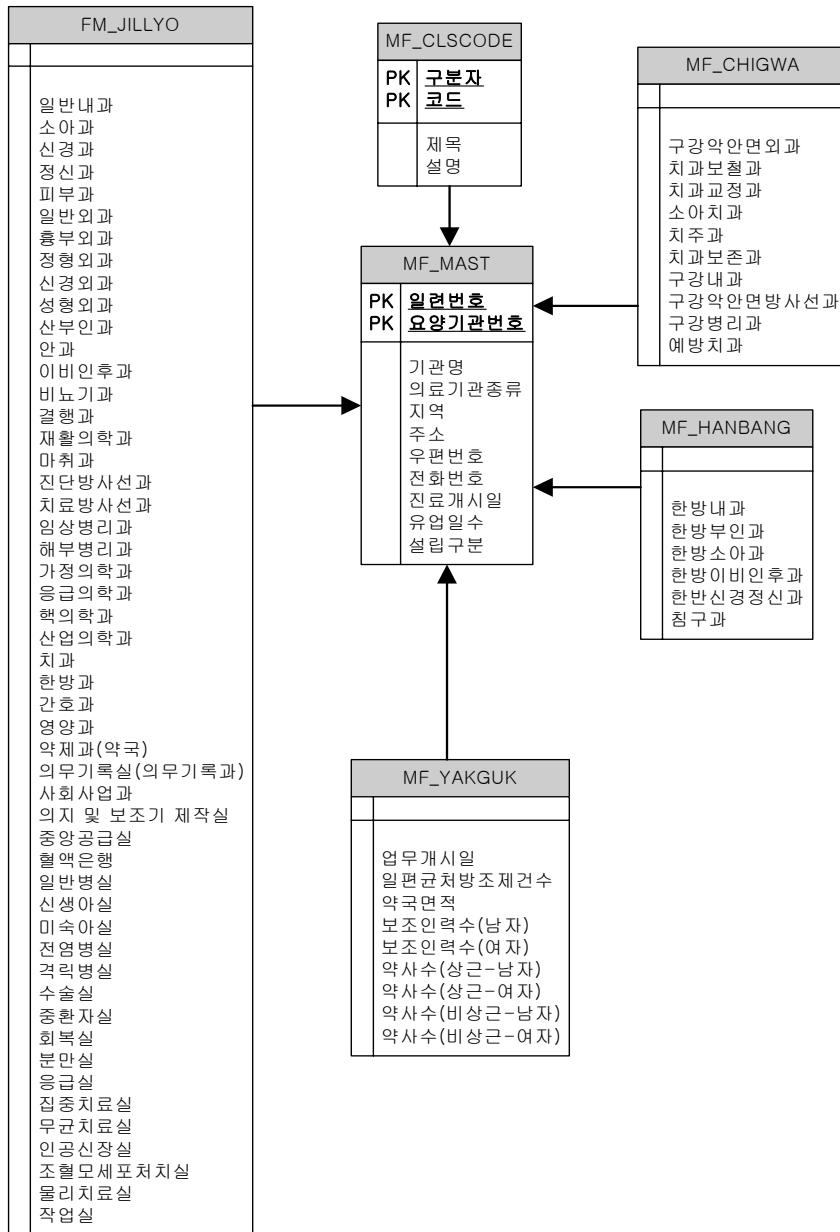 FM_JILLYO
일반내과
소아과
신경과
정신과
피부과
일반외과
흉부외과
정형외과
신경외과
성형외과
산부인과
안과
이비인후과
비뇨기과
결행과
재활의학과
마취과
진단방사선과
치료방사선과
임상병리과
해부병리과
가정의학과
응급의학과
핵의학과
산업의학과
치과
한방과
간호과
영양과
약제과(약국)
의무기록실(의무기록과)
사회사업과
의지 및 보조기 제작실
중앙공급실
혈액은행
일반병실
신생아실
미숙아실
전염병실
격릭병실
수술실
중환자실
회복실
분만실
응급실
집중치료실
무균치료실
인공신장실
조혈모세포처치실
물리치료실
작업실
MF_CLSCODE
PK 구분자
PK 코드
제목
설명
MF_MAST
PK 일련번호
PK 요양기관번호
기관명
의료기관종류
지역
주소
우편번호
전화번호
진료개시일
유업일수
설립구분
MF_CHIGWA
구강악안면외과
치과보철과
치과교정과
소아치과
치주과
치과보존과
구강내과
구강악안면방사선과
구강병리과
예방치과
MF_HANBANG
한방내과
한방부인과
한방소아과
한방이비인후과
한반신경정신과
침구과
MF_YAKGUK
업무개시일
일편균처방조제건수
약국면적
보조인력수(남자)
보조인력수(여자)
약사수(상근-남자)
약사수(상근-여자)
약사수(비상근-남자)
약사수(비상근-여자)